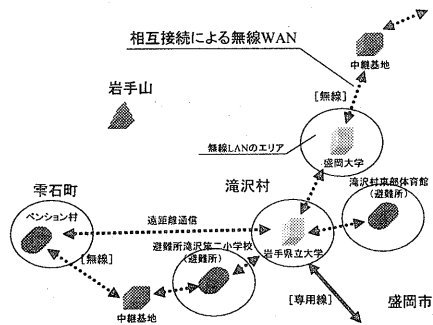 相互接続による無線WAN
中継基地
岩手山
[無線]
無線LANのエリア
盛岡大学
雫石町
滝沢村
滝沢村東部体育館
(避難所)
ペンション村
遠距離通信
避難所滝沢第二小学校
(避難所)
岩手県立大学
[無線]
[専用線]
盛岡市
中継基地